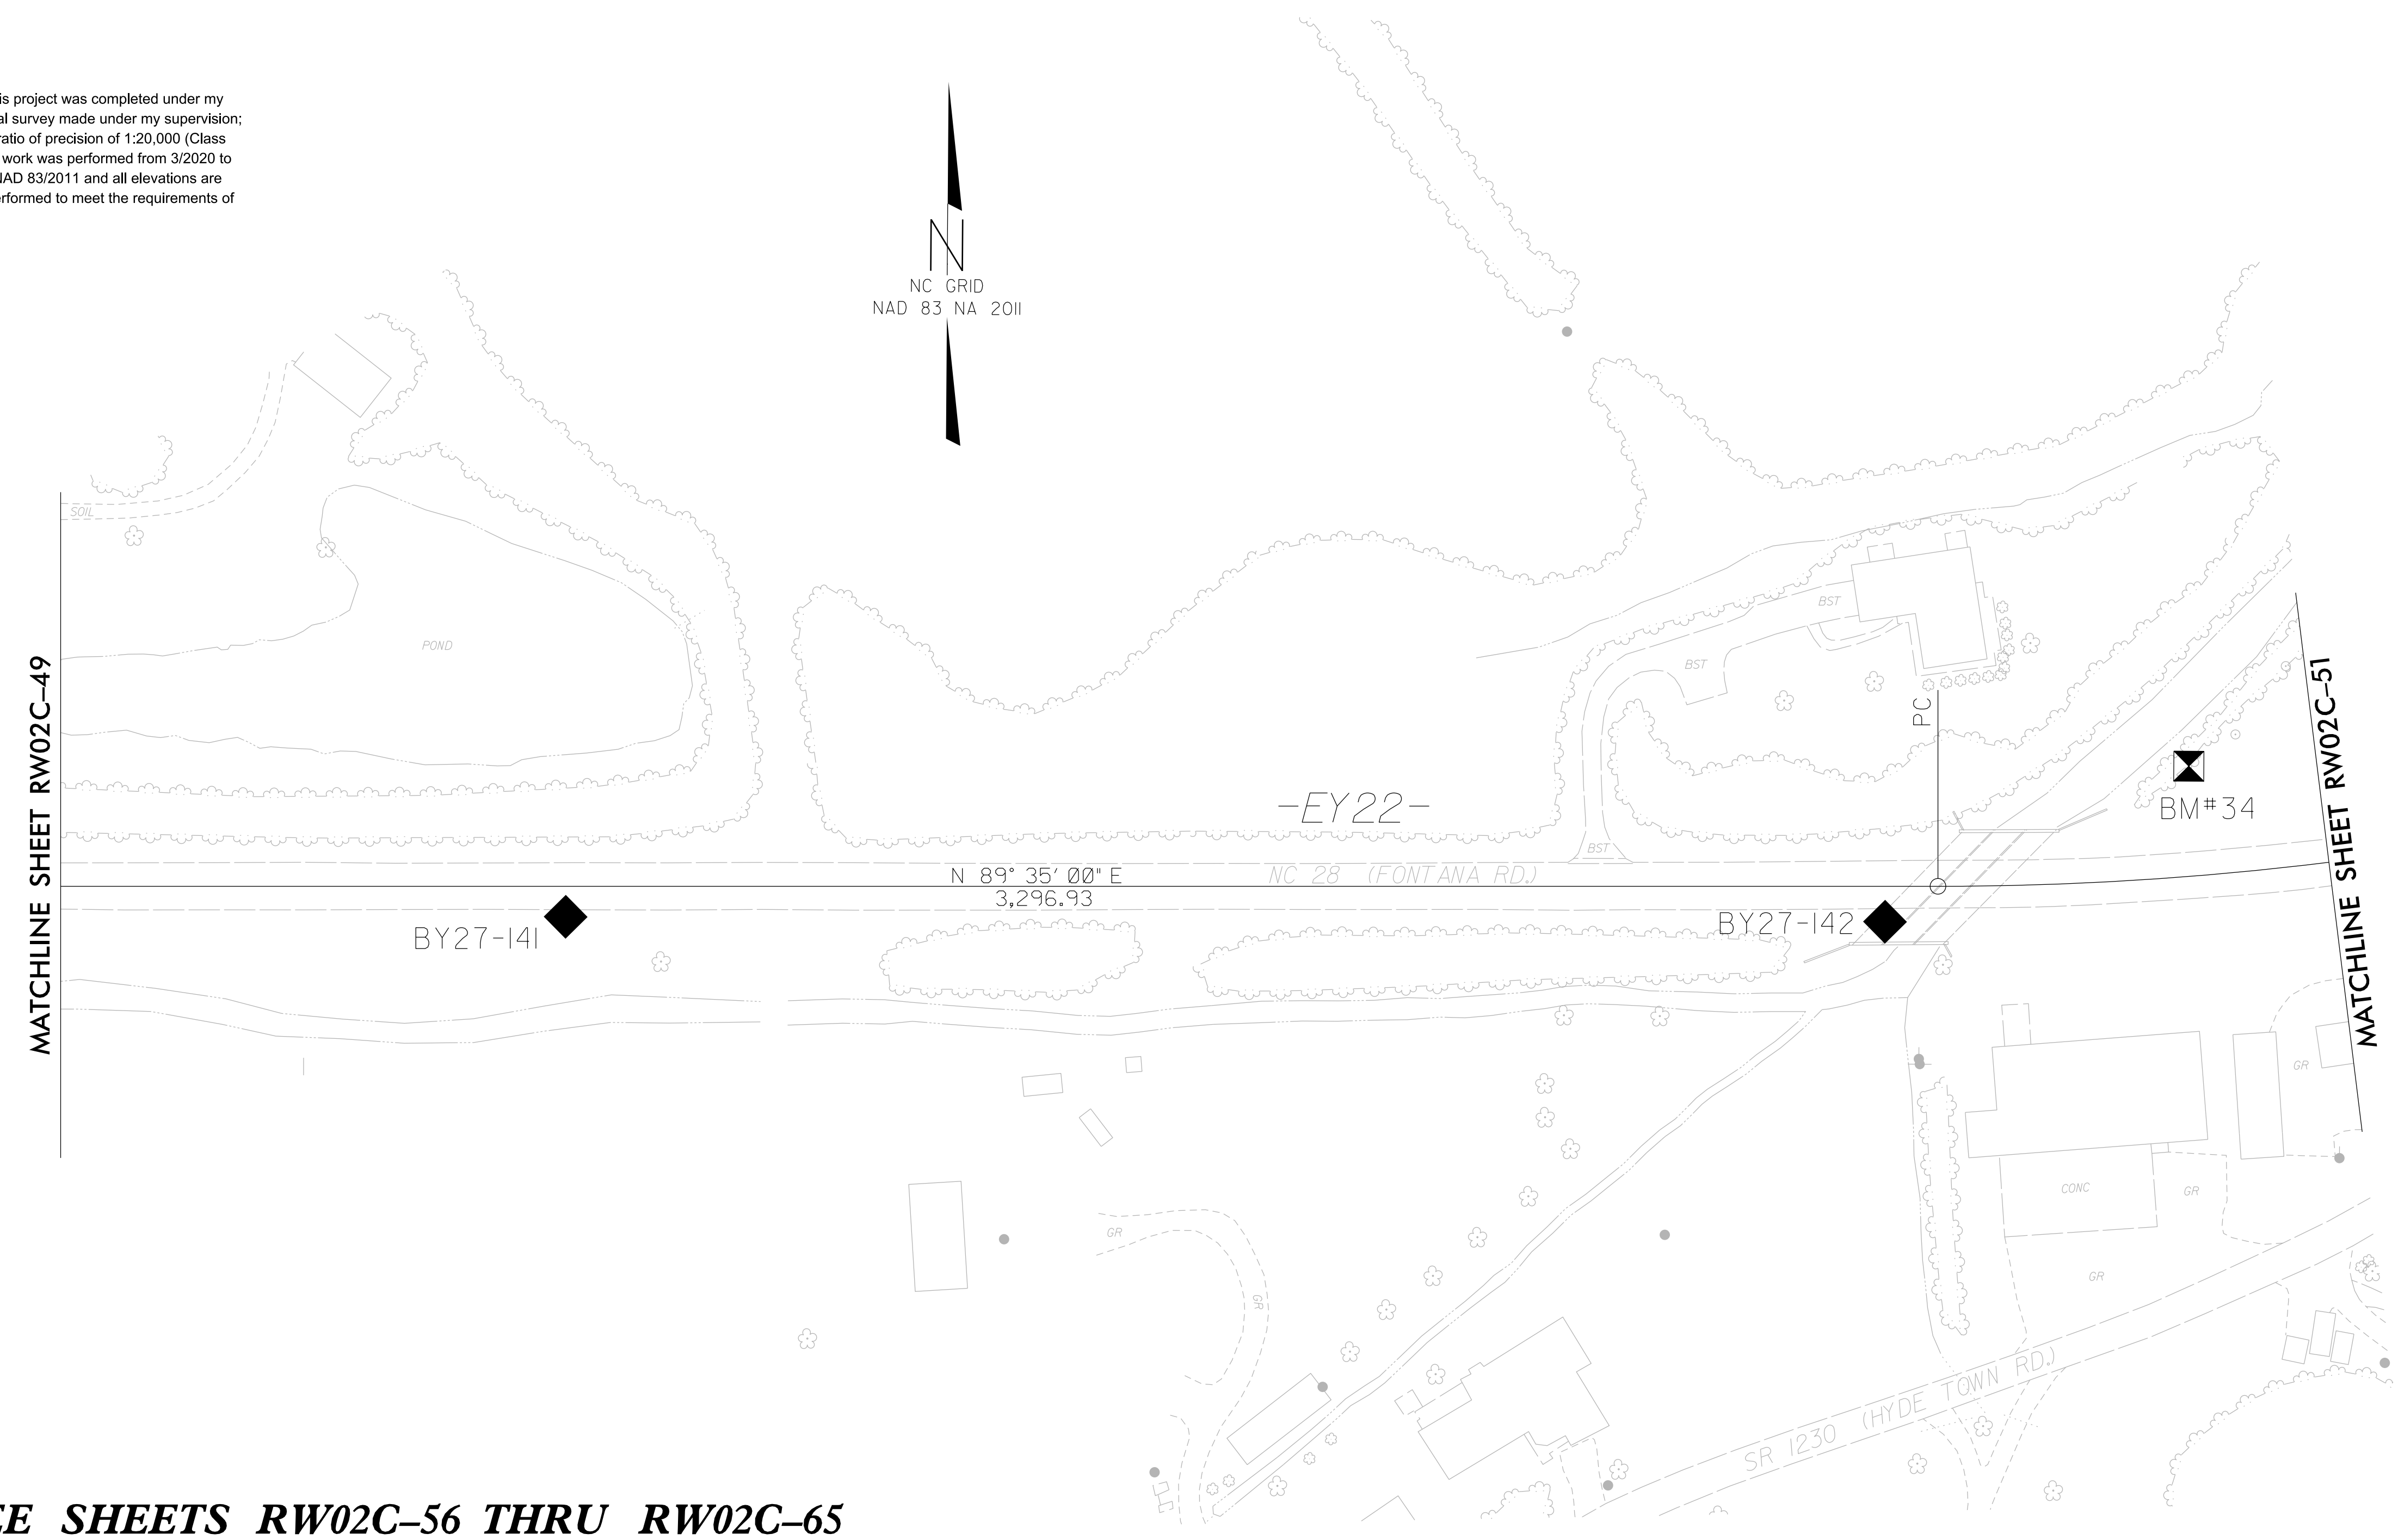 is project was completed under my
al survey made under my supervision;
ratio of precision of 1:20,000 (Class
work was performed from 3/2020 to
NAD 83/2011 and all elevations are
erformed to meet the requirements of
N
NC GRID
NAD 83 NA 2011
SOIL
POND
MATCHLINE SHEET RW02C-49
BST
BST
PC
MATCHLINE SHEET RW02C-51
BM#34
-EY22-
BST
N 89° 35' 00" E
3,296.93
NC 28 (FONTANA RD.)
BY27-141
BY27-142
GR
CONC
GR
GR
GR
GR
SR 1230 (HYDE TOWN RD.)
SHEETS RW02C-56 THRU RW02C-65